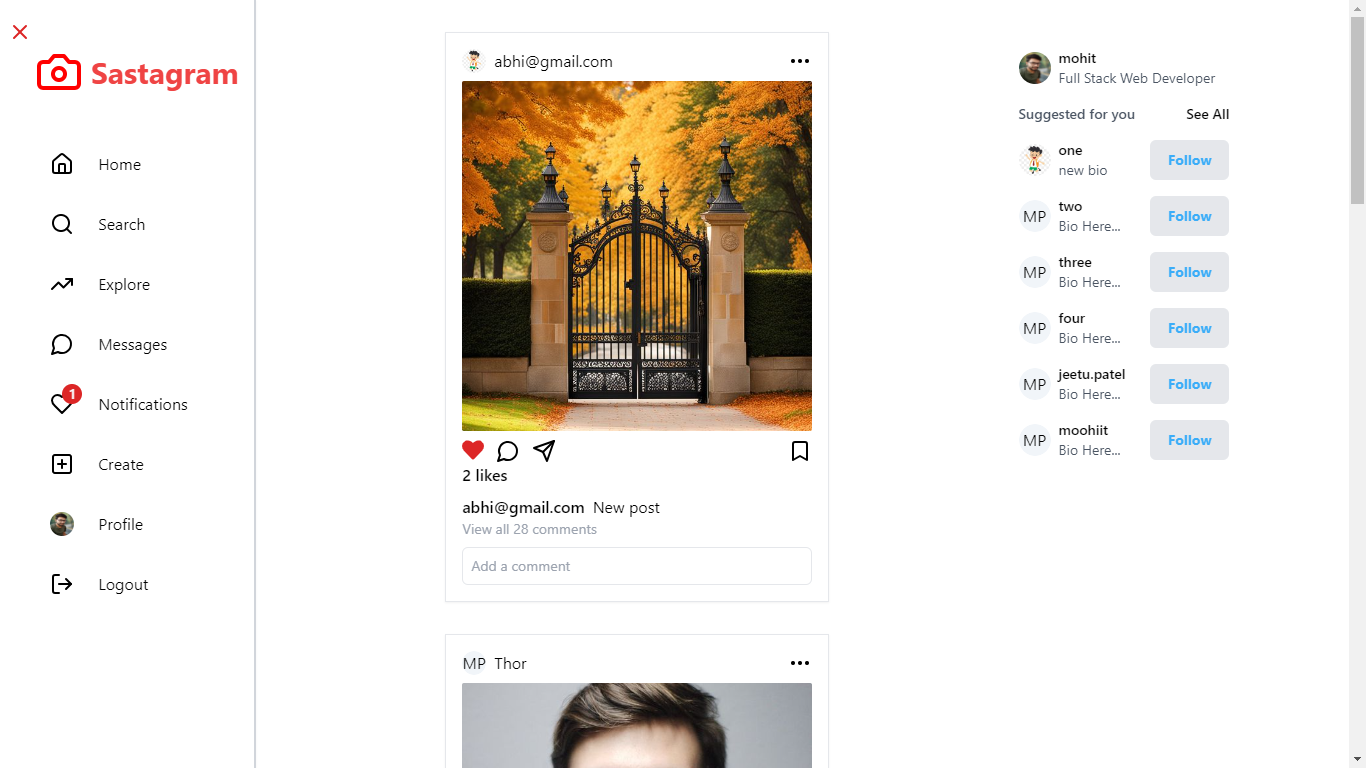 Sastagram
Home
Search
Explore
Messages
1
Notifications
Create
Profile
Logout
abhi@gmail.com
2 likes
abhi@gmail.com New post
View all 28 comments
Add a comment
MP Thor
mohit
Full Stack Web Developer
Suggested for you See All
one
new bio
Follow
MP
two
Bio Here...
Follow
MP
three
Bio Here...
Follow
MP
four
Bio Here...
Follow
MP
jeetu.patel
Bio Here...
Follow
MP
moohiit
Bio Here...
Follow